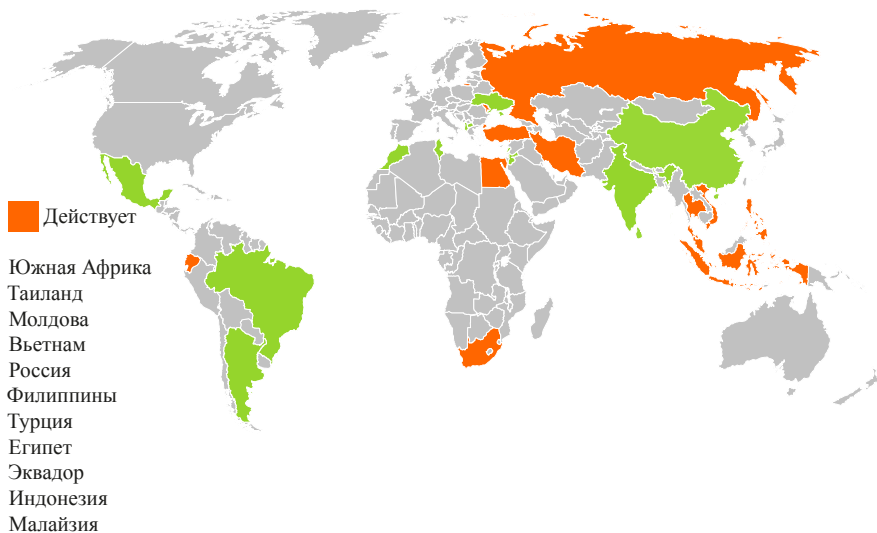 Действует
Южная Африка
Таиланд
Молдова
Вьетнам
Россия
Филиппины
Турция
Египет
Эквадор
Индонезия
Малайзия